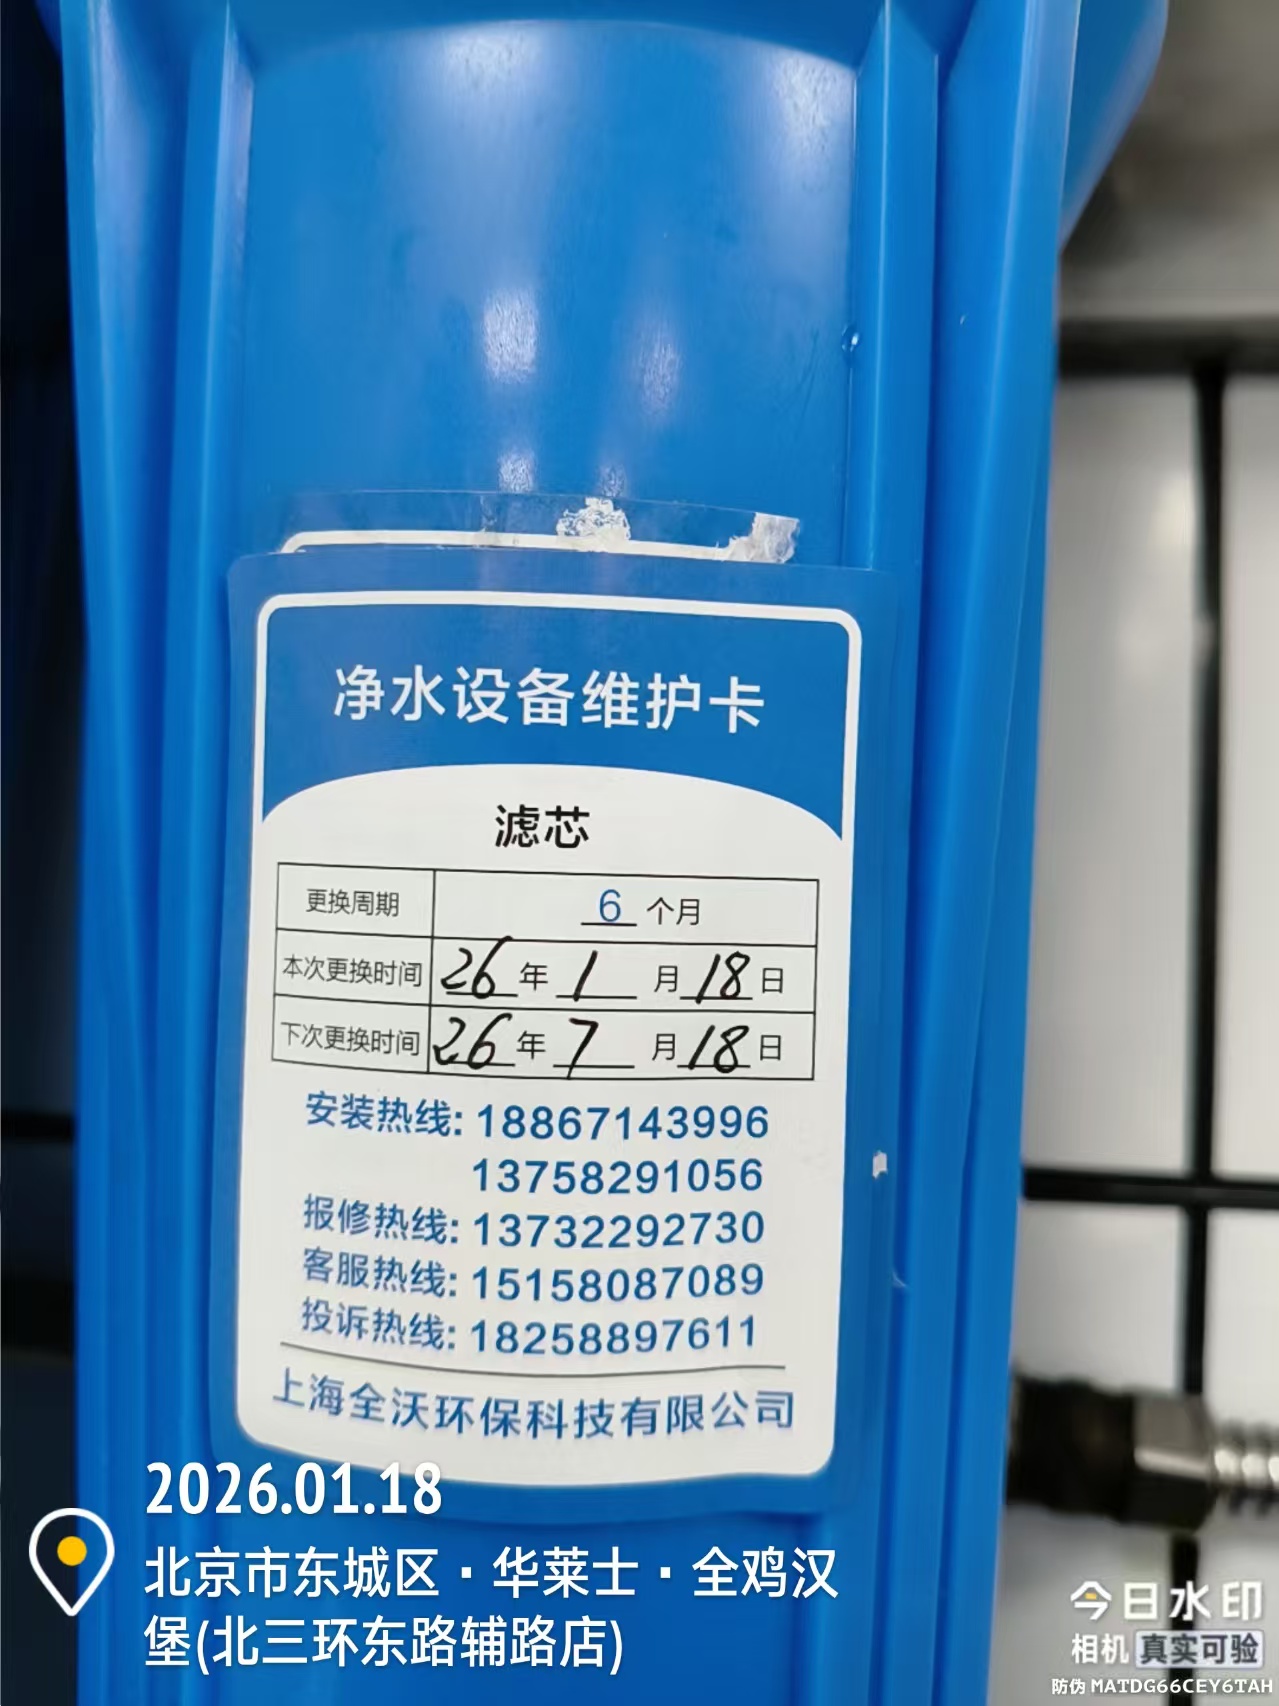 净水设备维护卡
滤芯
更换周期 6 个月
本次更换时间 26 年 1 月 18 日
下次更换时间 26 年 7 月 18 日
安装热线: 18867143996
13758291056
报修热线: 13732292730
客服热线: 15158087089
投诉热线: 18258897611
上海全沃环保科技有限公司
2026.01.18
北京市东城区·华莱士·全鸡汉
堡(北三环东路辅路店)
今日水印
相机 真实可验
防伪 MATDG66CEY6TAH